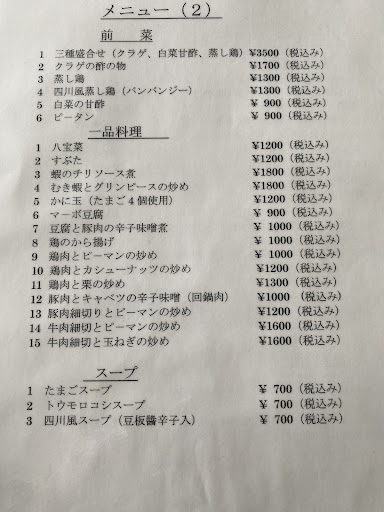 メニュー（2）
前　菜
1 三種盛合せ（クラゲ、白菜甘酢、蒸し鶏）¥3500（税込み）
2 クラゲの酢の物 ¥1700（税込み）
3 蒸し鶏 ¥1300（税込み）
4 四川風蒸し鶏（バンバンジー） ¥1300（税込み）
5 白菜の甘酢 ¥ 900（税込み）
6 ピータン ¥ 900（税込み）
一品料理
1 八宝菜 ¥1200（税込み）
2 すぶた ¥1200（税込み）
3 蝦のチリソース煮 ¥1800（税込み）
4 むき蝦とグリンピースの炒め ¥1800（税込み）
5 かに玉（たまご４個使用） ¥1200（税込み）
6 マーボ豆腐 ¥ 900（税込み）
7 豆腐と豚肉の辛子味噌煮 ¥ 1000（税込み）
8 鶏のから揚げ ¥ 1000（税込み）
9 鶏肉とピーマンの炒め ¥ 1000（税込み）
10 鶏肉とカシューナッツの炒め ¥1200（税込み）
11 鶏肉と栗の炒め ¥1300（税込み）
12 豚肉とキャベツの辛子味噌（回鍋肉） ¥1000（税込み）
13 豚肉細切りとピーマンの炒め ¥1200（税込み）
14 牛肉細切とピーマンの炒め ¥1600（税込み）
15 牛肉細切と玉ねぎの炒め ¥1600（税込み）
スープ
1 たまごスープ ¥ 700（税込み）
2 トウモロコシスープ ¥ 700（税込み）
3 四川風スープ（豆板醤辛子入） ¥ 700（税込み）